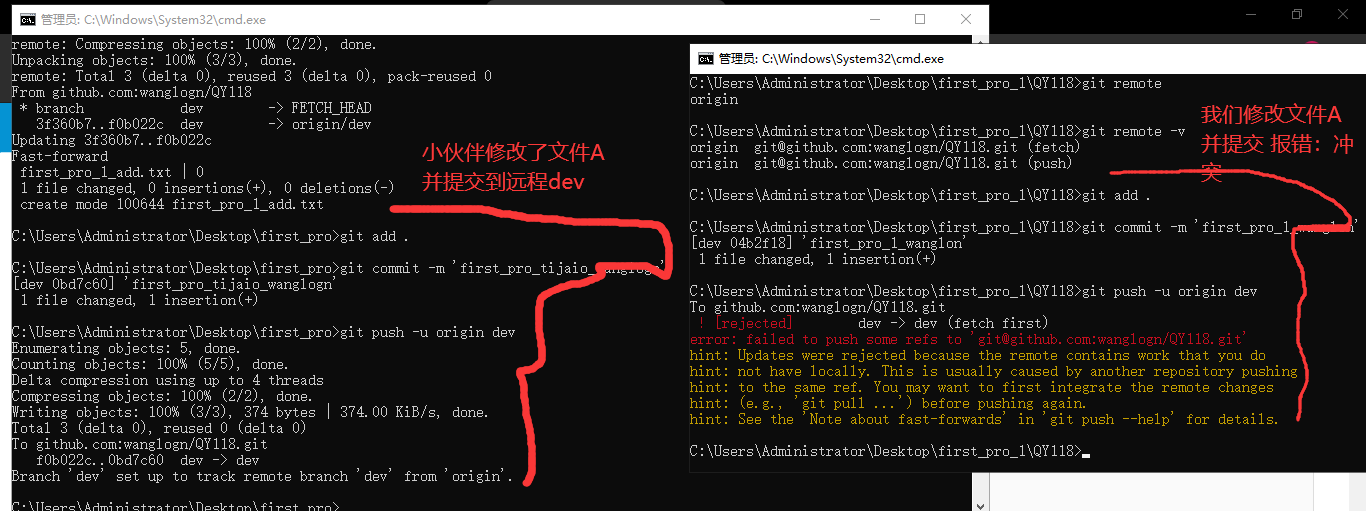 管理员: C:\Windows\System32\cmd.exe
remote: Compressing objects: 100% (2/2), done.
Unpacking objects: 100% (3/3), done.
remote: Total 3 (delta 0), reused 3 (delta 0), pack-reused 0
From github.com:wanglogn/QY118
 * branch            dev        -> FETCH_HEAD
   3f360b7..f0b022c  dev        -> origin/dev
Updating 3f360b7..f0b022c
Fast-forward
 first_pro_1_add.txt | 0
 1 file changed, 0 insertions(+), 0 deletions(-)
 create mode 100644 first_pro_1_add.txt
小伙伴修改了文件A
并提交到远程dev
C:\Users\Administrator\Desktop\first_pro>git add .
C:\Users\Administrator\Desktop\first_pro>git commit -m 'first_pro_tijaio_wanglogn'
[dev 0bd7c60] 'first_pro_tijaio_wanglogn'
 1 file changed, 1 insertion(+)
C:\Users\Administrator\Desktop\first_pro>git push -u origin dev
Enumerating objects: 5, done.
Counting objects: 100% (5/5), done.
Delta compression using up to 4 threads
Compressing objects: 100% (2/2), done.
Writing objects: 100% (3/3), 374 bytes | 374.00 KiB/s, done.
Total 3 (delta 0), reused 0 (delta 0)
To github.com:wanglogn/QY118.git
   f0b022c..0bd7c60  dev -> dev
Branch 'dev' set up to track remote branch 'dev' from 'origin'.
C:\Users\Administrator\Desktop\first_pro>
管理员: C:\Windows\System32\cmd.exe
C:\Users\Administrator\Desktop\first_pro_1\QY118>git remote
origin
C:\Users\Administrator\Desktop\first_pro_1\QY118>git remote -v
origin  git@github.com:wanglogn/QY118.git (fetch)
origin  git@github.com:wanglogn/QY118.git (push)
我们修改文件A
并提交 报错：冲
突
C:\Users\Administrator\Desktop\first_pro_1\QY118>git add .
C:\Users\Administrator\Desktop\first_pro_1\QY118>git commit -m 'first_pro_1_wanglon'
[dev 04b2f18] 'first_pro_1_wanglon'
 1 file changed, 1 insertion(+)
C:\Users\Administrator\Desktop\first_pro_1\QY118>git push -u origin dev
To github.com:wanglogn/QY118.git
 ! [rejected]        dev -> dev (fetch first)
error: failed to push some refs to 'git@github.com:wanglogn/QY118.git'
hint: Updates were rejected because the remote contains work that you do
hint: not have locally. This is usually caused by another repository pushing
hint: to the same ref. You may want to first integrate the remote changes
hint: (e.g., 'git pull ...') before pushing again.
hint: See the 'Note about fast-forwards' in 'git push --help' for details.
C:\Users\Administrator\Desktop\first_pro_1\QY118>